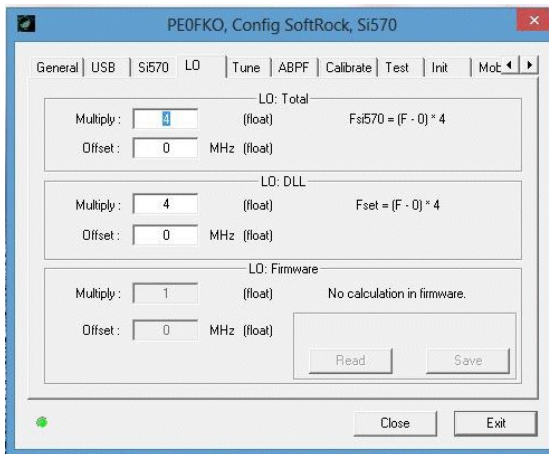 PE0FKO, Config SoftRock, Si570
General USB Si570 LO Tune ABPF Calibrate Test Init
LO: Total
Multiply : 4 (float) Fsi570 = (F - 0) * 4
Offset : 0 MHz (float)
LO: DLL
Multiply : 4 (float) Fset = (F - 0) * 4
Offset : 0 MHz (float)
LO: Firmware
Multiply : 1 (float) No calculation in firmware.
Offset : 0 MHz (float)
Read Save
Close Exit